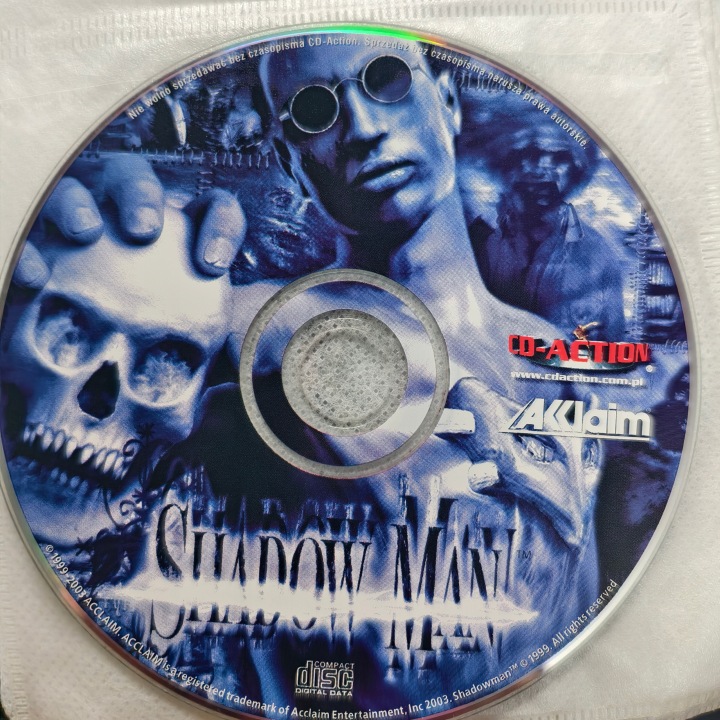 Nie wolno sprzedawać bez czasopisma CD-Action. Sprzedaż bez czasopisma narusza prawa autorskie.
CD-ACTION
®
www.cdaction.com.pl
AKKlaim
SHADOW MAN
TM
COMPACT
disc
DIGITAL DATA
© 1999-2003 ACCLAIM. ACCLAIM is a registered trademark of Acclaim Entertainment, Inc 2003. Shadowman™ © 1999. All rights reserved